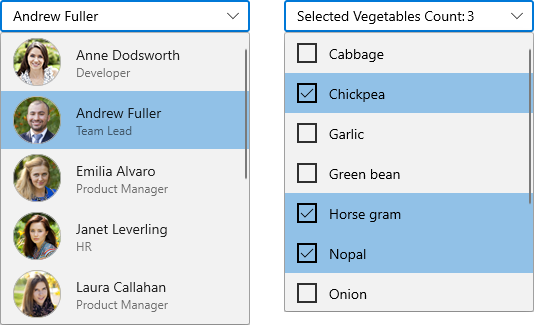 Andrew Fuller
Anne Dodsworth
Developer
Andrew Fuller
Team Lead
Emilia Alvaro
Product Manager
Janet Leverling
HR
Laura Callahan
Product Manager
Selected Vegetables Count: 3
Cabbage
Chickpea
Garlic
Green bean
Horse gram
Nopal
Onion